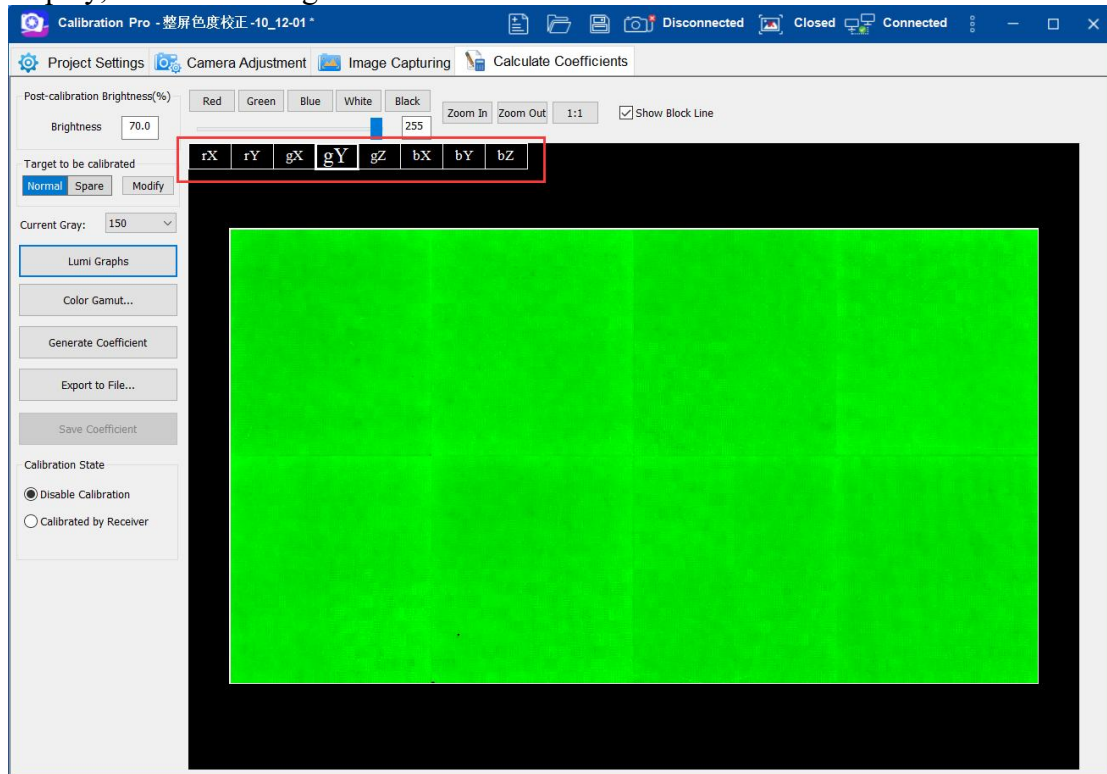 Calibration Pro - 整屏色度校正-10_12-01 *
Disconnected
Closed
Connected
Project Settings
Camera Adjustment
Image Capturing
Calculate Coefficients
Post-calibration Brightness(%)
Brightness 70.0
Red Green Blue White Black
255
Zoom In Zoom Out 1:1
Show Block Line
Target to be calibrated
Normal Spare Modify
rX rY gX gY gZ bX bY bZ
Current Gray: 150
Lumi Graphs
Color Gamut...
Generate Coefficient
Export to File...
Save Coefficient
Calibration State
Disable Calibration
Calibrated by Receiver